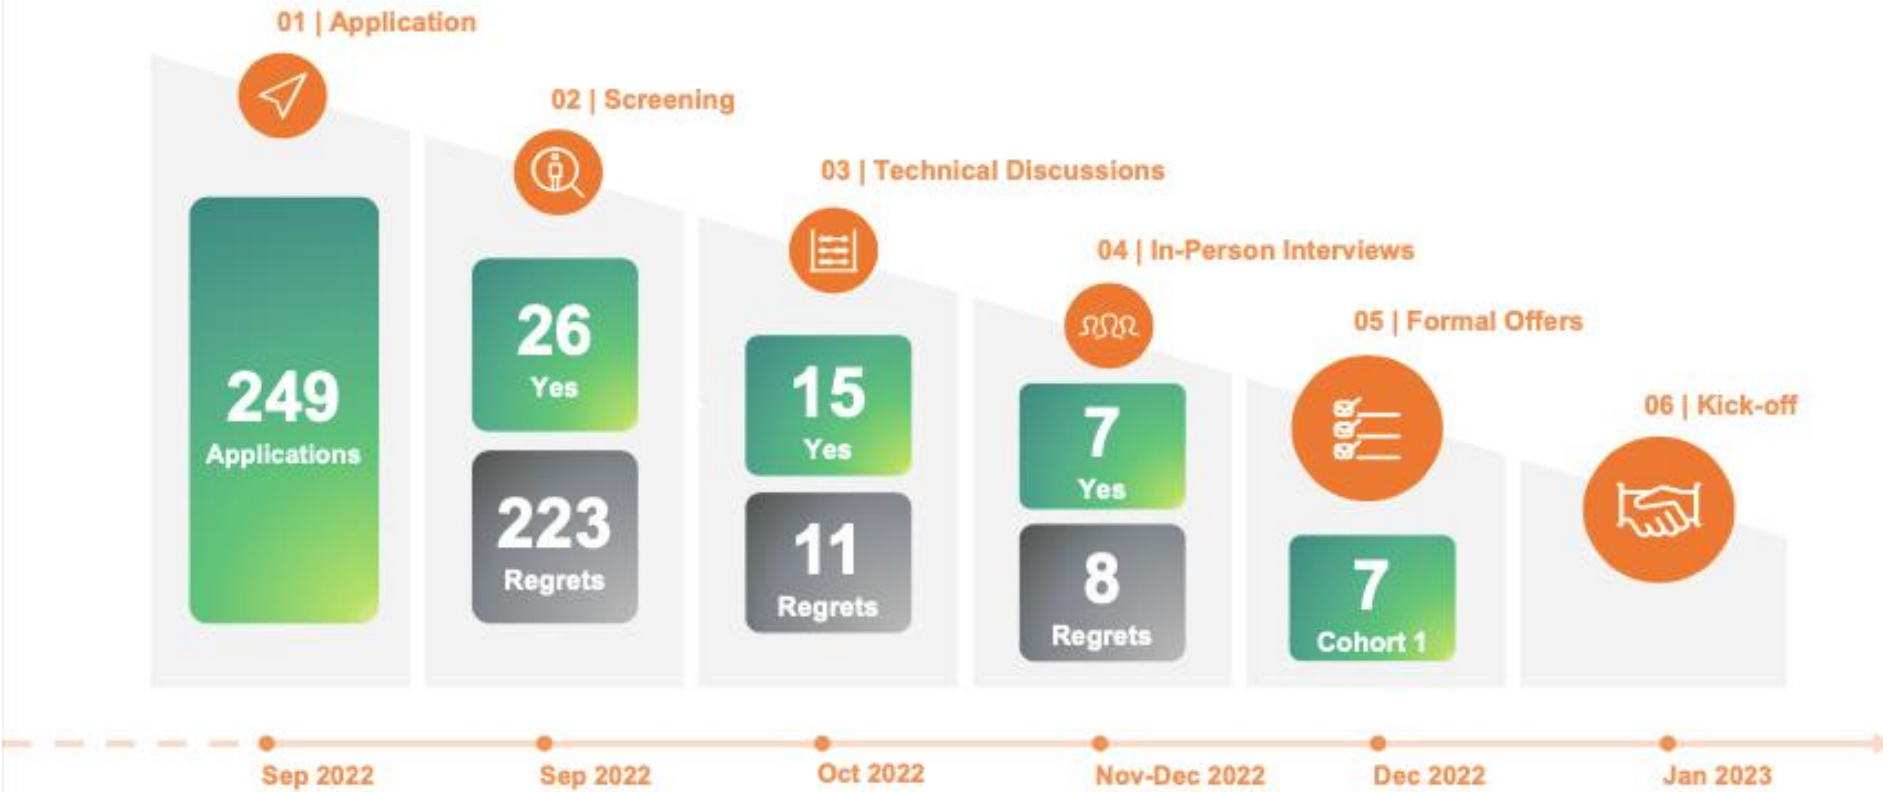 01 | Application
02 | Screening
03 | Technical Discussions
04 | In-Person Interviews
05 | Formal Offers
06 | Kick-off
249
Applications
26
Yes
223
Regrets
15
Yes
11
Regrets
7
Yes
8
Regrets
7
Cohort 1
Sep 2022
Sep 2022
Oct 2022
Nov-Dec 2022
Dec 2022
Jan 2023